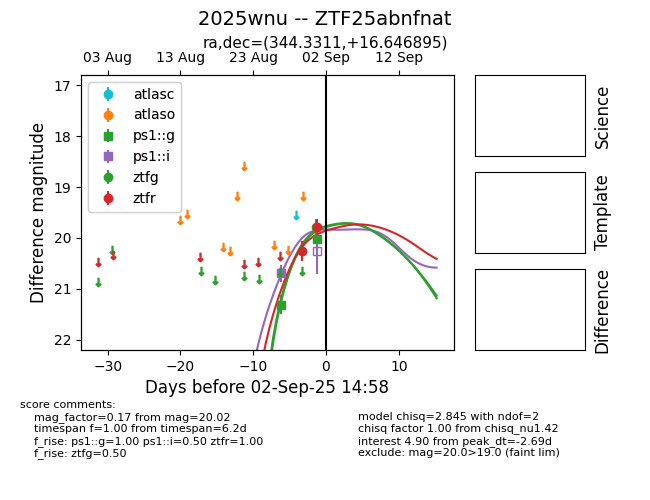 2025wnu -- ZTF25abnfnat
ra,dec=(344.3311,+16.646895)
03 Aug 13 Aug 23 Aug 02 Sep 12 Sep
17
18
19
20
21
22
Difference magnitude
atlasc
atlaso
ps1::g
ps1::i
ztfg
ztfr
−30 −20 −10 0 10
Days before 02-Sep-25 14:58
Science
Template
Difference
score comments:
mag_factor=0.17 from mag=20.02
timespan f=1.00 from timespan=6.2d
f_rise: ps1::g=1.00 ps1::i=0.50 ztfr=1.00
f_rise: ztfg=0.50
model chisq=2.845 with ndof=2
chisq factor 1.00 from chisq_nu1.42
interest 4.90 from peak_dt=-2.69d
exclude: mag=20.0>19.0 (faint lim)